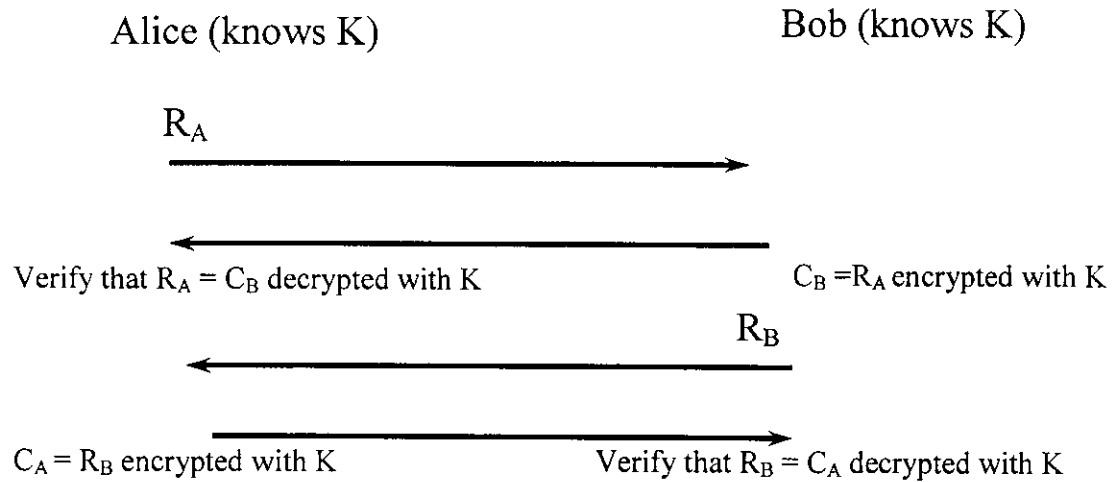 Alice (knows K)
Bob (knows K)
R_A
Verify that R_A = C_B decrypted with K
C_B =R_A encrypted with K
R_B
C_A = R_B encrypted with K
Verify that R_B = C_A decrypted with K